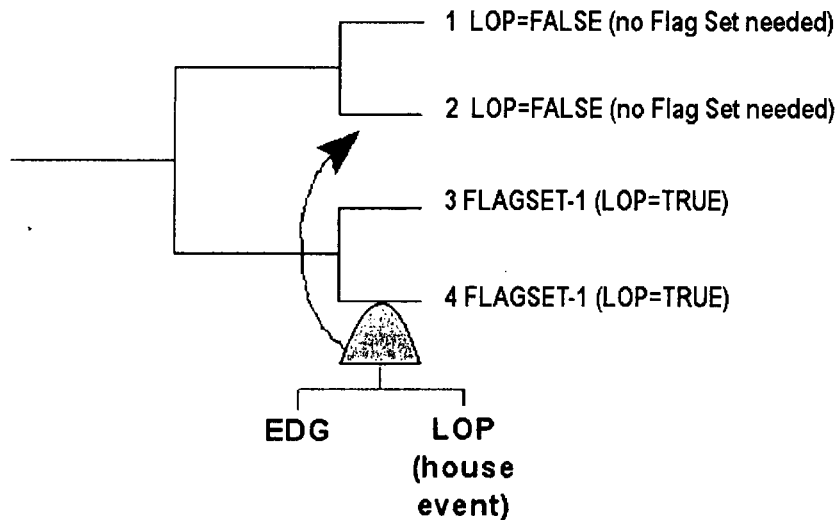 1 LOP=FALSE (no Flag Set needed)
2 LOP=FALSE (no Flag Set needed)
3 FLAGSET-1 (LOP=TRUE)
4 FLAGSET-1 (LOP=TRUE)
EDG LOP
(house
event)